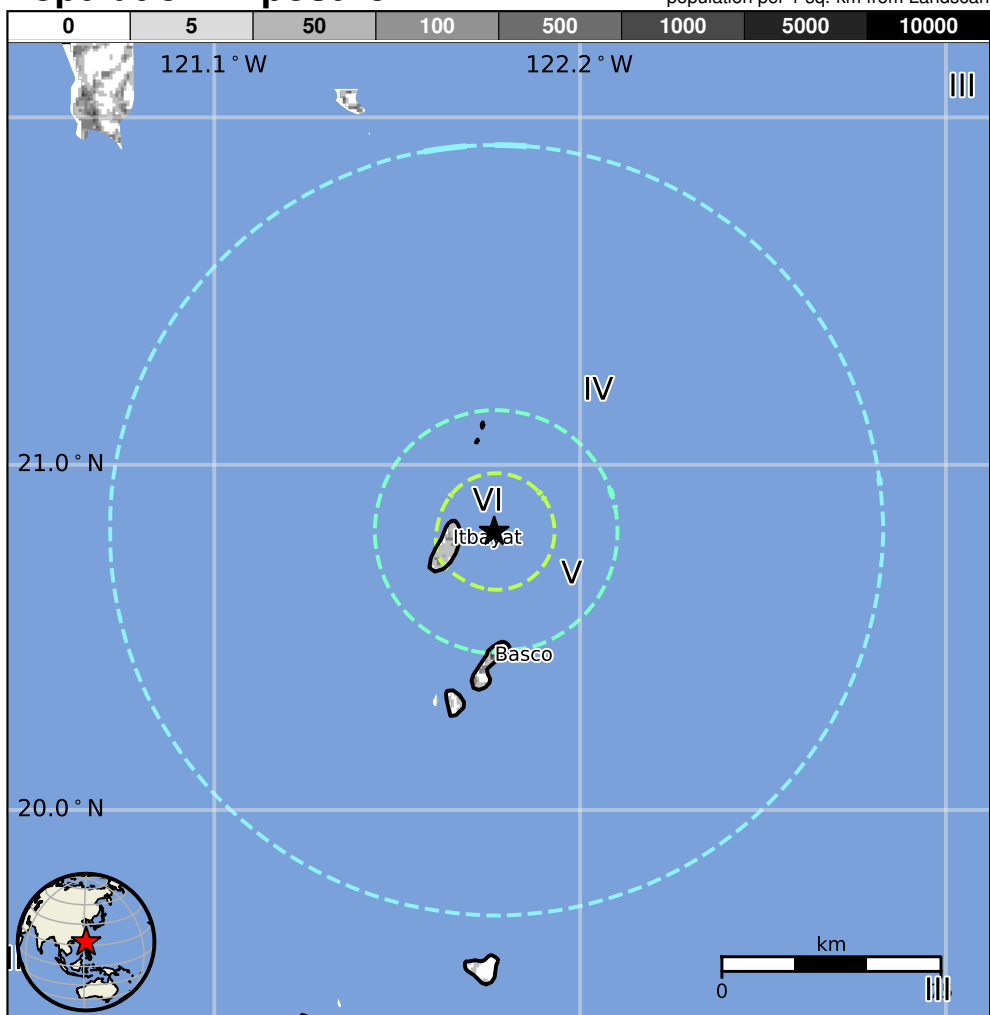 population per 1 sq. km from Landscan
0 5 50 100 500 1000 5000 10000
121.1°W 122.2°W
III
IV
21.0°N
VI
Itbayat
V
Basco
20.0°N
km
0
III